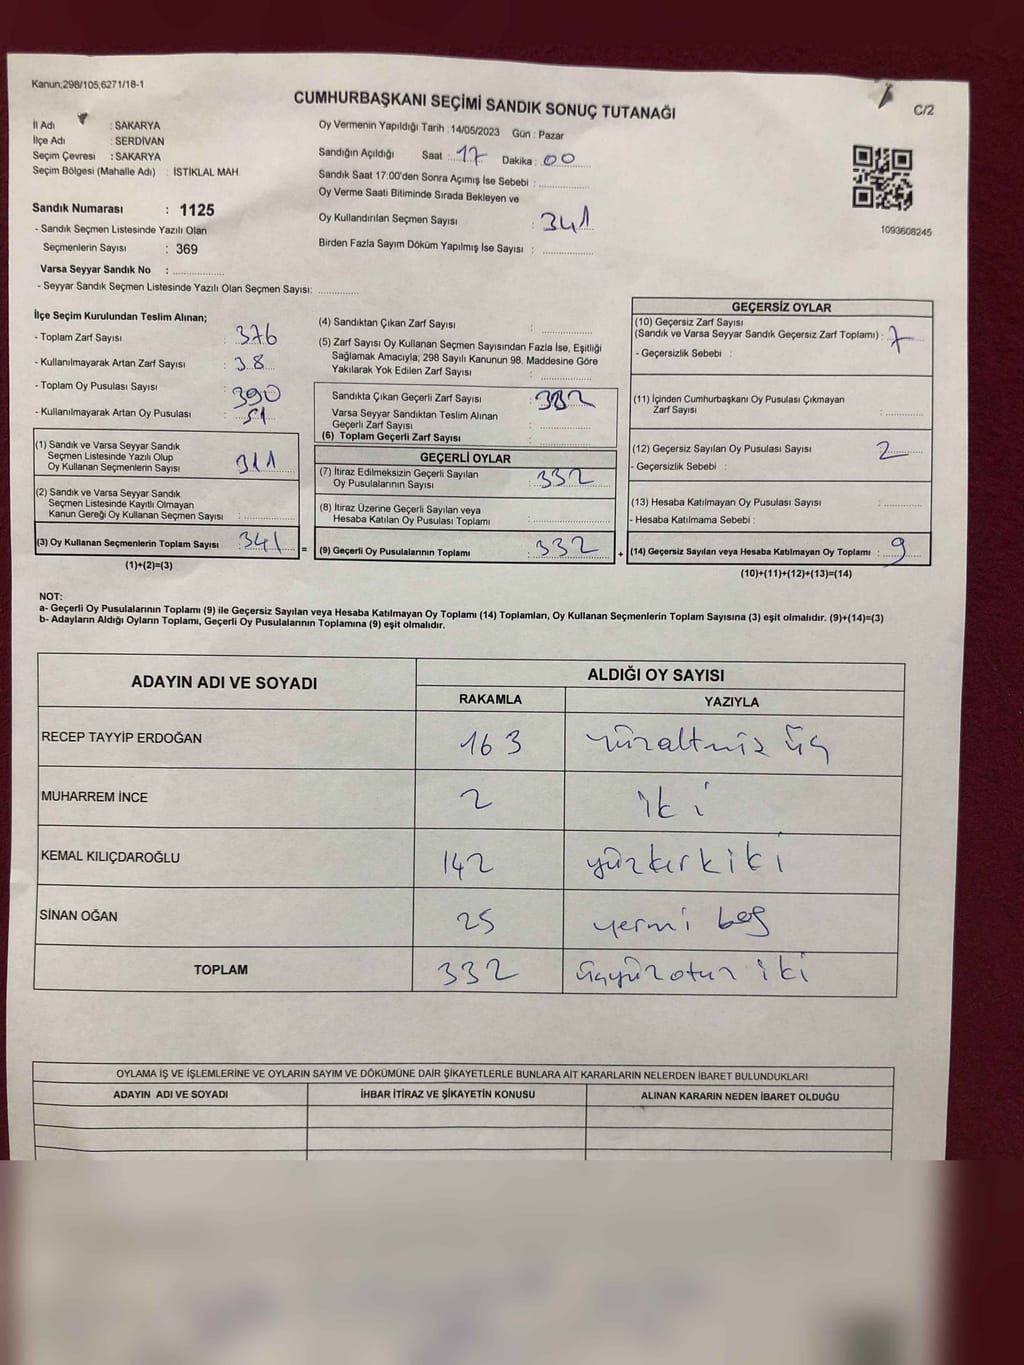 Kanun;298/105,6271/18-1
CUMHURBAŞKANI SEÇİMİ SANDIK SONUÇ TUTANAĞI
C/2
İl Adı : SAKARYA
İlçe Adı : SERDİVAN
Seçim Çevresi : SAKARYA
Seçim Bölgesi (Mahalle Adı) : İSTİKLAL MAH.
Sandık Numarası : 1125
- Sandık Seçmen Listesinde Yazılı Olan
Seçmenlerin Sayısı : 369
Varsa Seyyar Sandık No : ..............
- Seyyar Sandık Seçmen Listesinde Yazılı Olan Seçmen Sayısı: ............
Oy Vermenin Yapıldığı Tarih : 14/05/2023 Gün : Pazar
Sandığın Açıldığı Saat : 17 Dakika : 00
Sandık Saat 17:00'den Sonra Açımış İse Sebebi : ..............
Oy Verme Saati Bitiminde Sırada Bekleyen ve
Oy Kullandırılan Seçmen Sayısı : 341
Birden Fazla Sayım Döküm Yapılmış İse Sayısı : ..............
1093608245
İlçe Seçim Kurulundan Teslim Alınan;
- Toplam Zarf Sayısı : 376
- Kullanılmayarak Artan Zarf Sayısı : 38
- Toplam Oy Pusulası Sayısı : 390
- Kullanılmayarak Artan Oy Pusulası : 51
(1) Sandık ve Varsa Seyyar Sandık
Seçmen Listesinde Yazılı Olup
Oy Kullanan Seçmenlerin Sayısı
(2) Sandık ve Varsa Seyyar Sandık
Seçmen Listesinde Kayıtlı Olmayan
Kanun Gereği Oy Kullanan Seçmen Sayısı : ..............
(3) Oy Kullanan Seçmenlerin Toplam Sayısı : 341 =
(1)+(2)=(3)
(4) Sandıktan Çıkan Zarf Sayısı : ..............
(5) Zarf Sayısı Oy Kullanan Seçmen Sayısından Fazla İse, Eşitliği
Sağlamak Amacıyla; 298 Sayılı Kanunun 98. Maddesine Göre
Yakılarak Yok Edilen Zarf Sayısı : ..............
Sandıkta Çıkan Geçerli Zarf Sayısı :
Varsa Seyyar Sandıktan Teslim Alınan
Geçerli Zarf Sayısı : ..............
(6) Toplam Geçerli Zarf Sayısı : ..............
GEÇERLİ OYLAR
(7) İtiraz Edilmeksizin Geçerli Sayılan
Oy Pusulalarının Sayısı : 332
(8) İtiraz Üzerine Geçerli Sayılan veya
Hesaba Katılan Oy Pusulası Toplamı : ..............
(9) Geçerli Oy Pusulalarının Toplamı : 332 +
GEÇERSİZ OYLAR
(10) Geçersiz Zarf Sayısı
(Sandık ve Varsa Seyyar Sandık Geçersiz Zarf Toplamı) : 7
- Geçersizlik Sebebi :
(11) İçinden Cumhurbaşkanı Oy Pusulası Çıkmayan
Zarf Sayısı : ..............
(12) Geçersiz Sayılan Oy Pusulası Sayısı : 2
- Geçersizlik Sebebi :
(13) Hesaba Katılmayan Oy Pusulası Sayısı : ..............
- Hesaba Katılmama Sebebi :
(14) Geçersiz Sayılan veya Hesaba Katılmayan Oy Toplamı : 9
(10)+(11)+(12)+(13)=(14)
NOT:
a- Geçerli Oy Pusulalarının Toplamı (9) ile Geçersiz Sayılan veya Hesaba Katılmayan Oy Toplamı (14) Toplamları, Oy Kullanan Seçmenlerin Toplam Sayısına (3) eşit olmalıdır. (9)+(14)=(3)
b- Adayların Aldığı Oyların Toplamı, Geçerli Oy Pusulalarının Toplamına (9) eşit olmalıdır.
ADAYIN ADI VE SOYADI
ALDIĞI OY SAYISI
RAKAMLA YAZIYLA
RECEP TAYYİP ERDOĞAN 163 yüzaltmiz üç
MUHARREM İNCE 2 iki
KEMAL KILIÇDAROĞLU 142 yüzkırk iki
SİNAN OĞAN 25 yermi beş
TOPLAM 332 üçyüzotuz iki
OYLAMA İŞ VE İŞLEMLERİNE VE OYLARIN SAYIM VE DÖKÜMÜNE DAİR ŞİKAYETLERLE BUNLARA AİT KARARLARIN NELERDEN İBARET BULUNDUKLARI
ADAYIN ADI VE SOYADI İHBAR İTİRAZ VE ŞİKAYETİN KONUSU ALINAN KARARIN NEDEN İBARET OLDUĞU